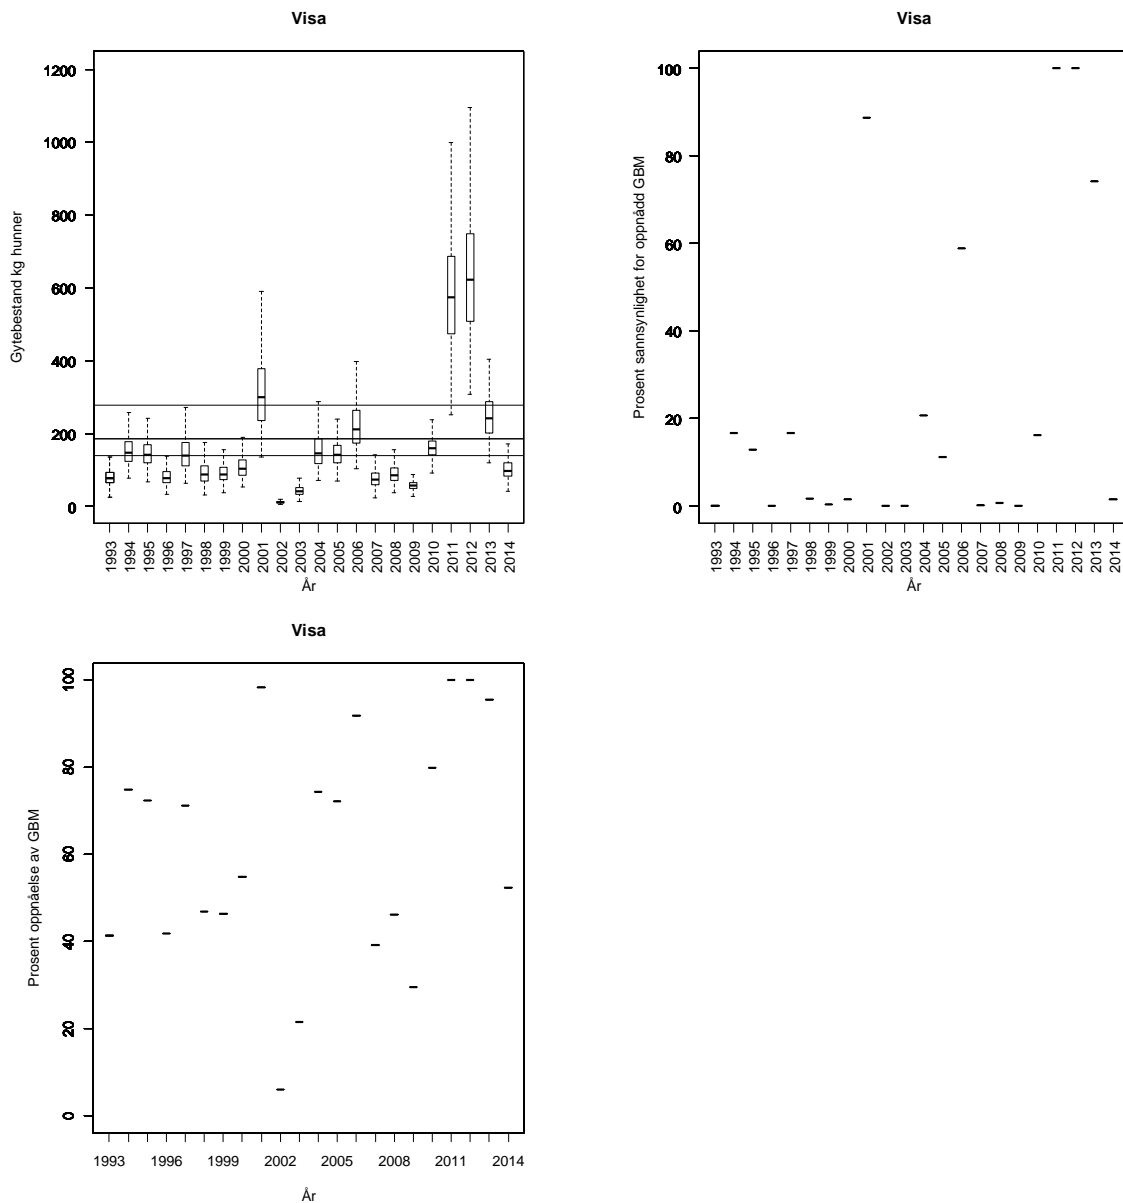 Visa
Gytebestand kg hunner
1200
1000
800
600
400
200
0
1993 1994 1995 1996 1997 1998 1999 2000 2001 2002 2003 2004 2005 2006 2007 2008 2009 2010 2011 2012 2013 2014
År
Visa
Prosent sannsynlighet for oppnådd GBM
100
80
60
40
20
0
1993 1994 1995 1996 1997 1998 1999 2000 2001 2002 2003 2004 2005 2006 2007 2008 2009 2010 2011 2012 2013 2014
År
Visa
Prosent oppnåelse av GBM
100
80
60
40
20
0
1993 1996 1999 2002 2005 2008 2011 2014
År